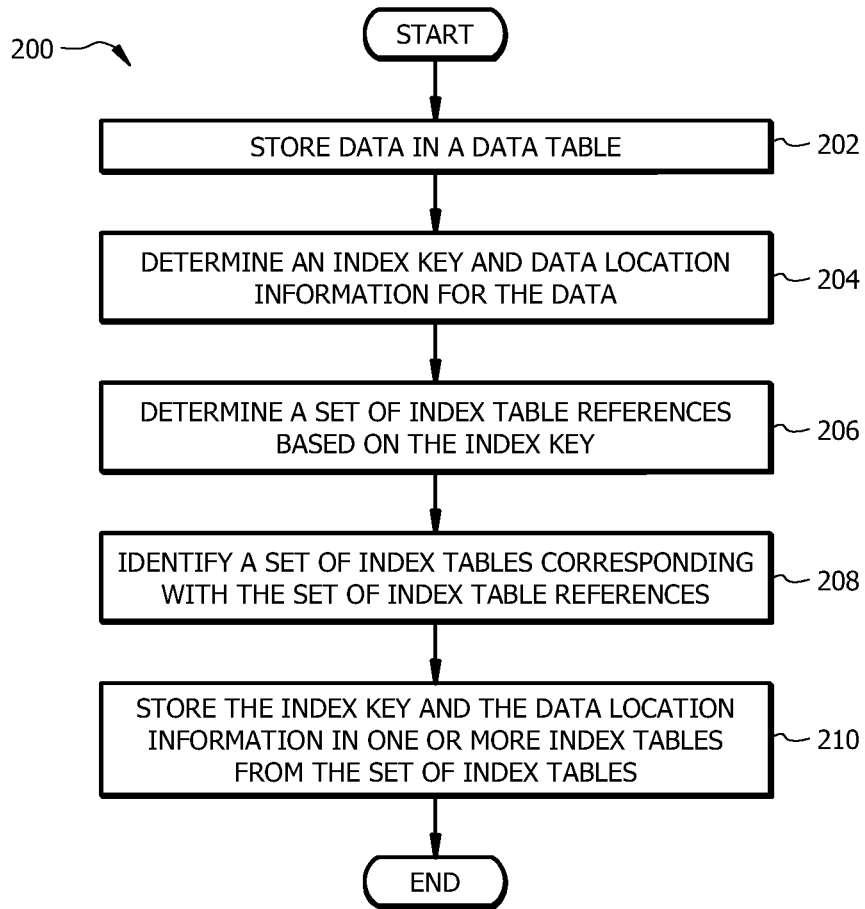 200
START
STORE DATA IN A DATA TABLE
202
DETERMINE AN INDEX KEY AND DATA LOCATION
INFORMATION FOR THE DATA
204
DETERMINE A SET OF INDEX TABLE REFERENCES
BASED ON THE INDEX KEY
206
IDENTIFY A SET OF INDEX TABLES CORRESPONDING
WITH THE SET OF INDEX TABLE REFERENCES
208
STORE THE INDEX KEY AND THE DATA LOCATION
INFORMATION IN ONE OR MORE INDEX TABLES
FROM THE SET OF INDEX TABLES
210
END